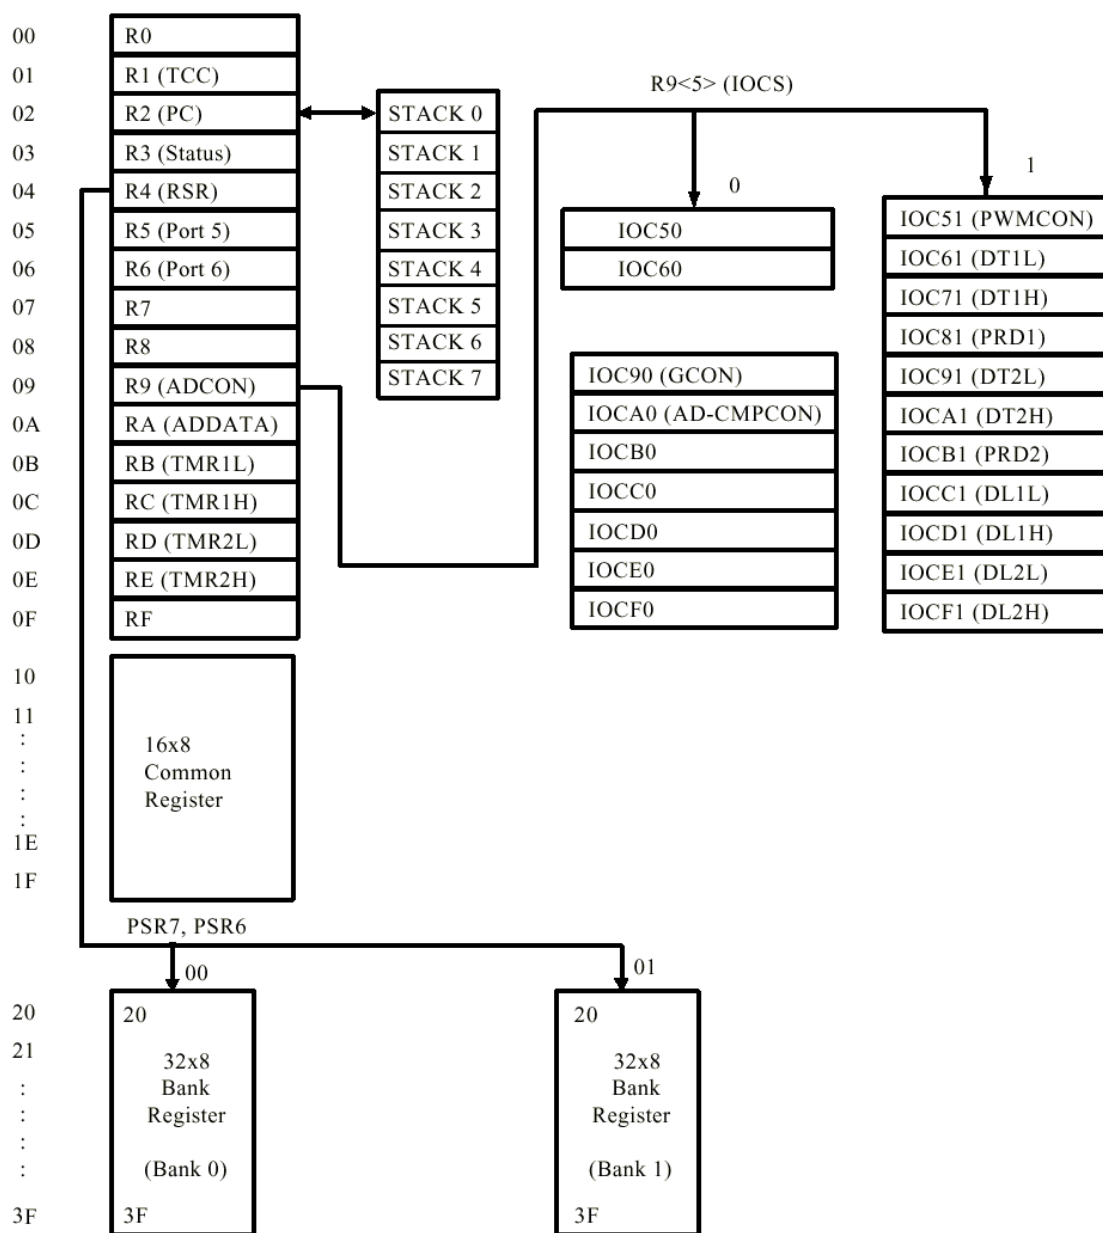 00
R0
01
R1 (TCC)
02
R2 (PC)
03
R3 (Status)
04
R4 (RSR)
05
R5 (Port 5)
06
R6 (Port 6)
07
R7
08
R8
09
R9 (ADCON)
0A
RA (ADDATA)
0B
RB (TMR1L)
0C
RC (TMR1H)
0D
RD (TMR2L)
0E
RE (TMR2H)
0F
RF
STACK 0
STACK 1
STACK 2
STACK 3
STACK 4
STACK 5
STACK 6
STACK 7
R9<5> (IOCS)
0
IOC50
IOC60
IOC90 (GCON)
IOCA0 (AD-CMPCON)
IOCB0
IOCC0
IOCD0
IOCE0
IOCF0
1
IOC51 (PWMCON)
IOC61 (DT1L)
IOC71 (DT1H)
IOC81 (PRD1)
IOC91 (DT2L)
IOCA1 (DT2H)
IOCB1 (PRD2)
IOCC1 (DL1L)
IOCD1 (DL1H)
IOCE1 (DL2L)
IOCF1 (DL2H)
10
11
:
:
:
:
1E
1F
16x8
Common
Register
PSR7, PSR6
00
01
20
21
:
:
:
:
3F
20
32x8
Bank
Register
(Bank 0)
3F
20
32x8
Bank
Register
(Bank 1)
3F